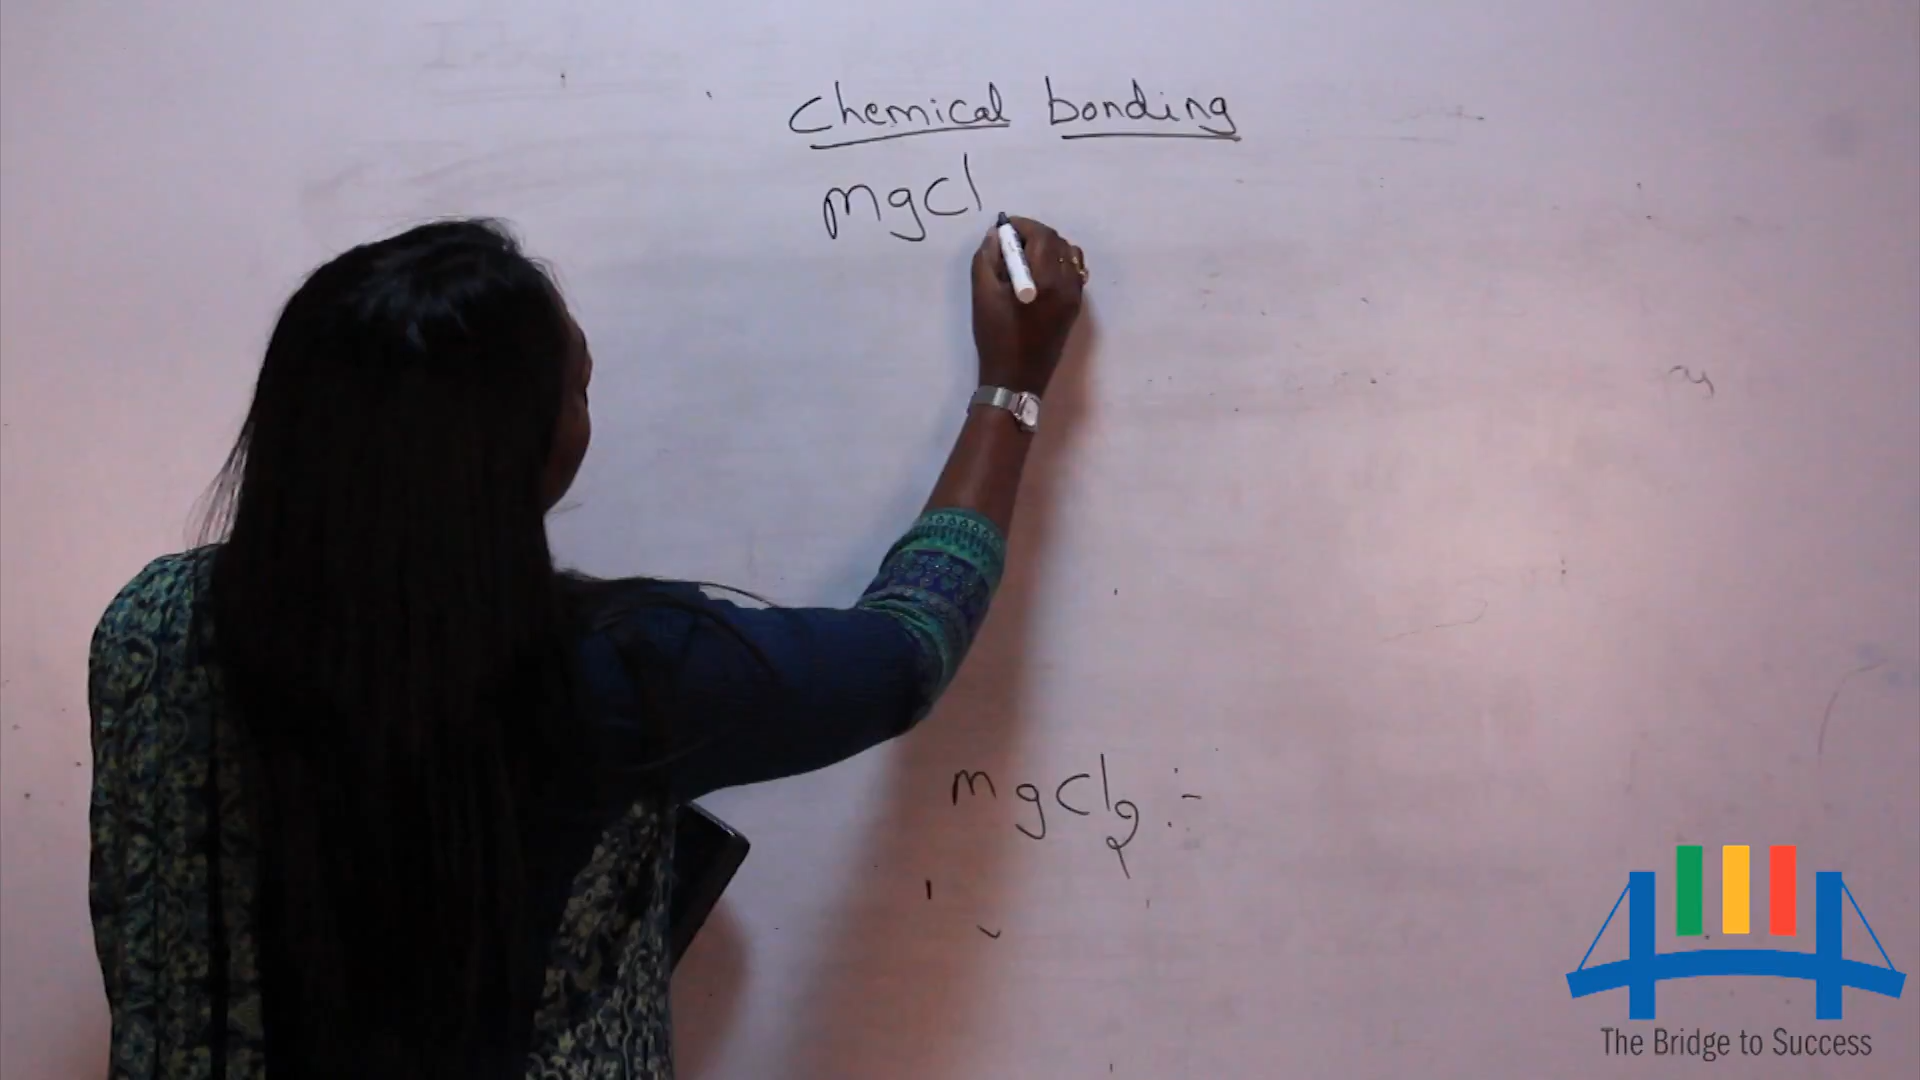 Chemical bonding
mgcl
mgcl2 :-
The Bridge to Success